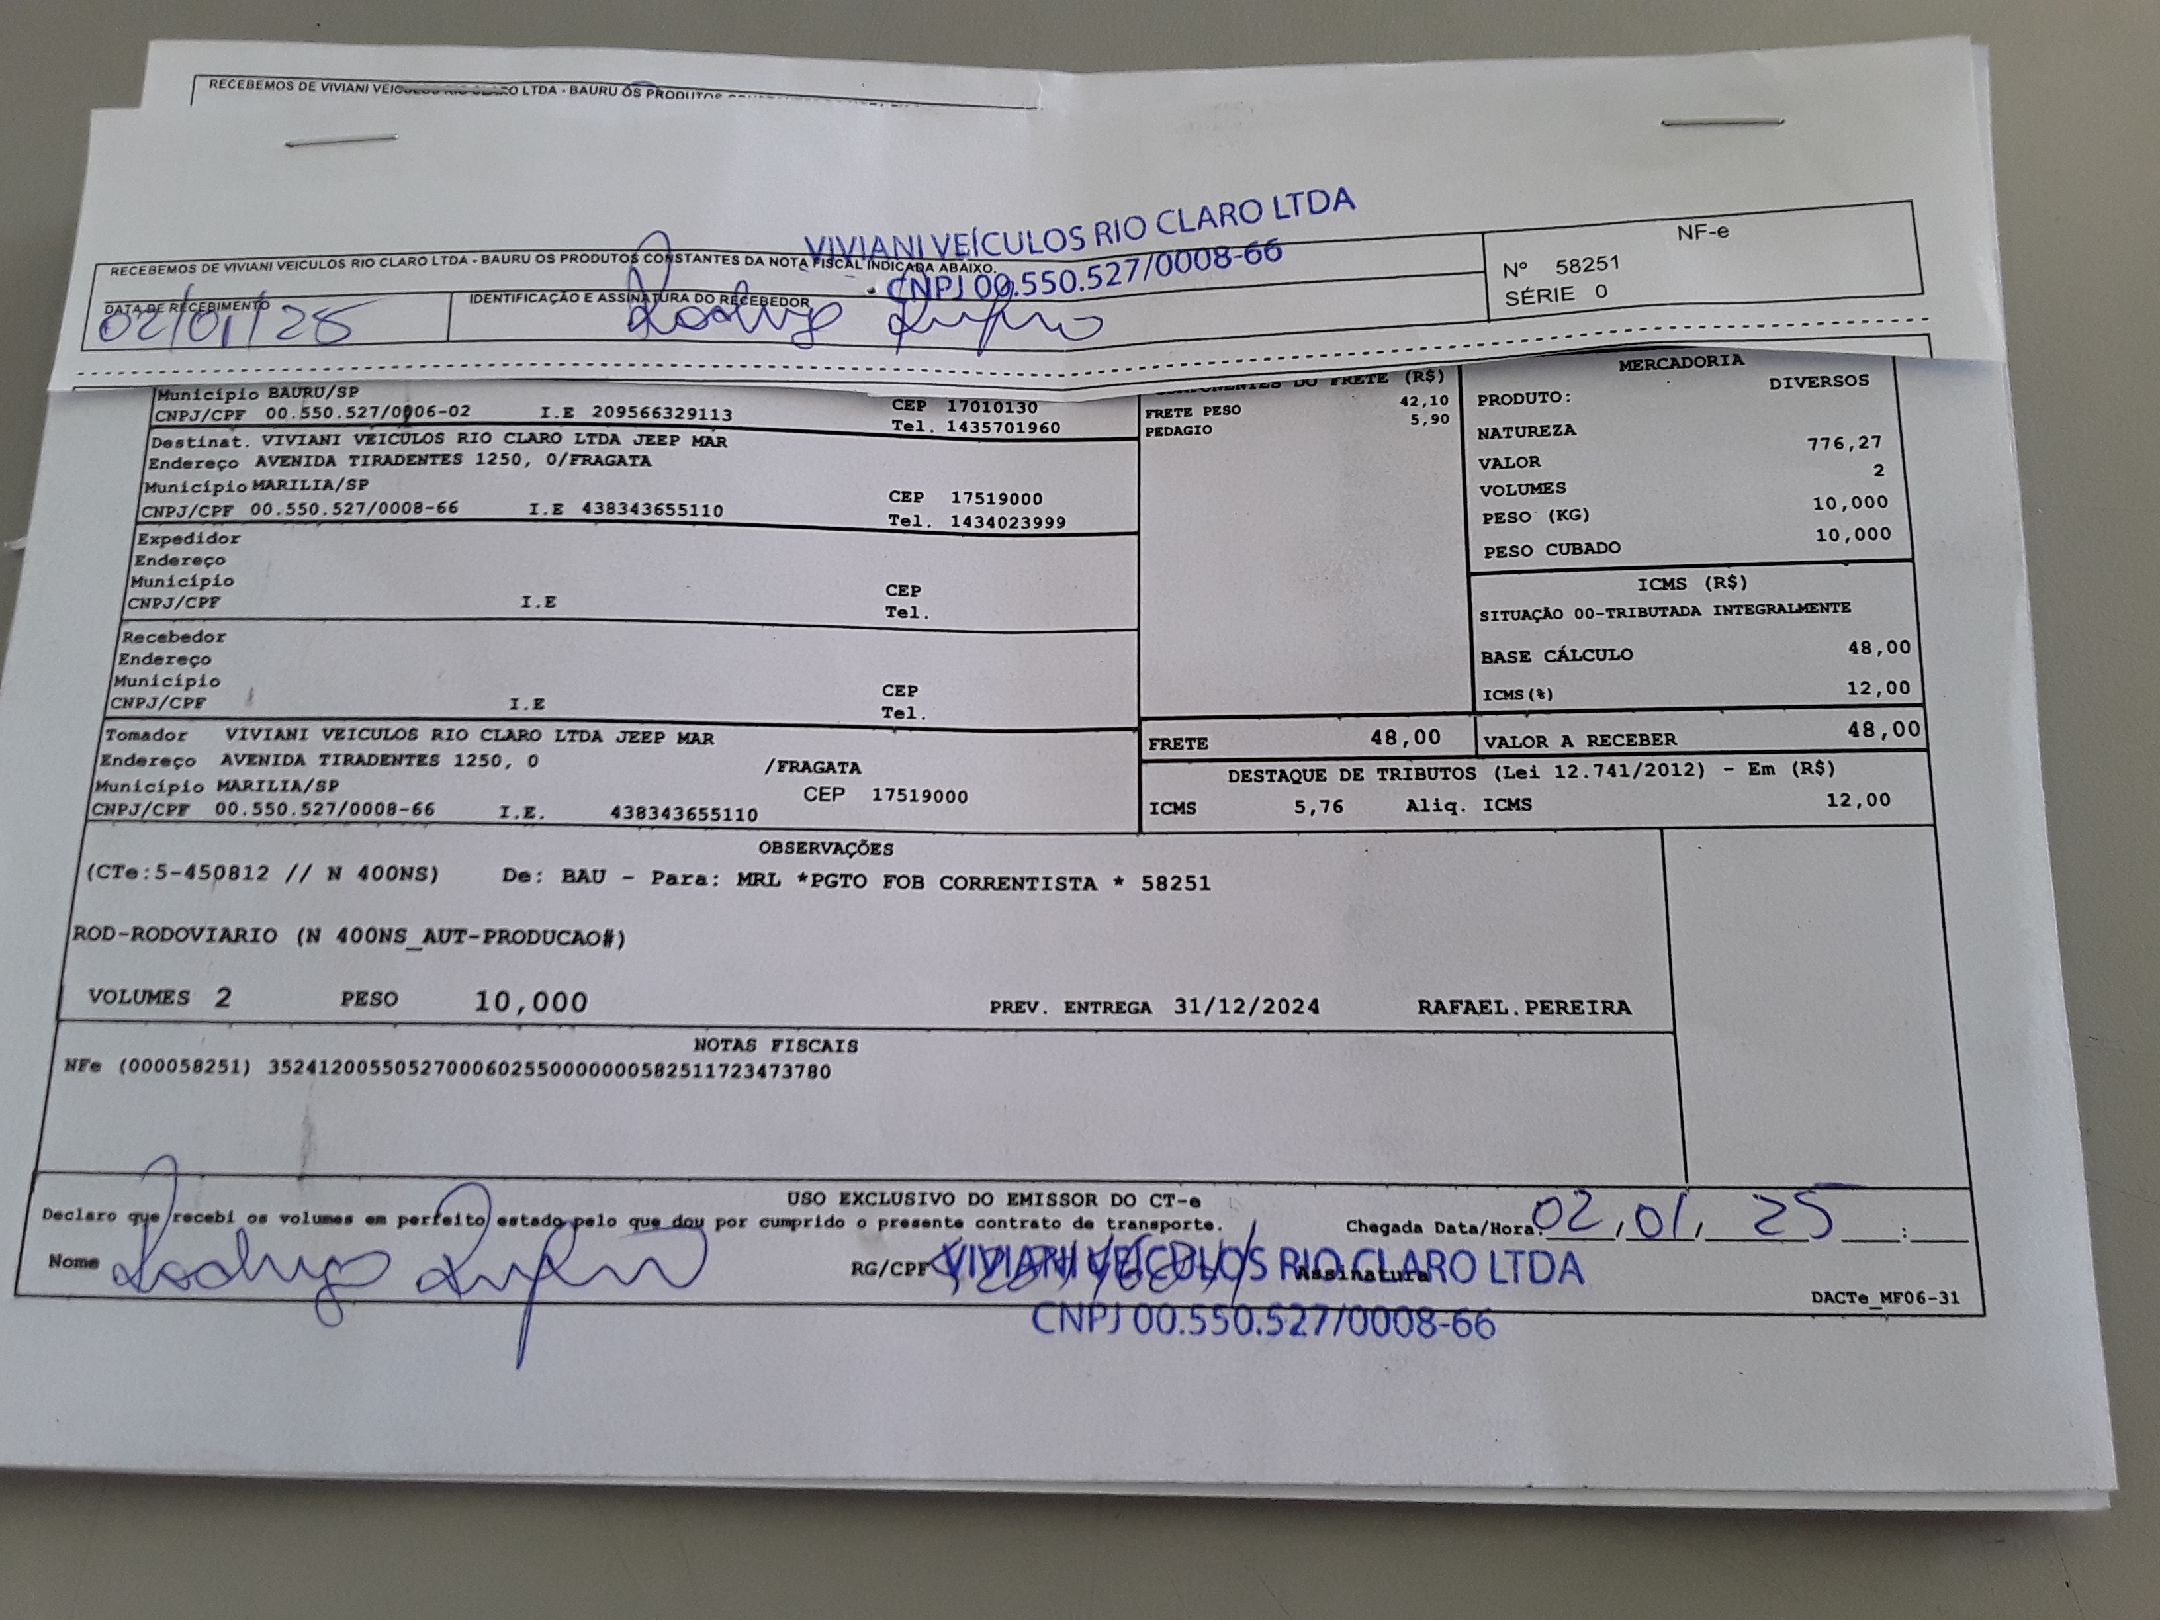 RECEBEMOS DE VIVIANI VEICULOS RIO CLARO LTDA - BAURU OS PRODUTOS
VIVIANI VEÍCULOS RIO CLARO LTDA
CNPJ 00.550.527/0008-66
RECEBEMOS DE VIVIANI VEICULOS RIO CLARO LTDA - BAURU OS PRODUTOS CONSTANTES DA NOTA FISCAL INDICADA ABAIXO.
NF-e
Nº 58251
SÉRIE 0
DATA DE RECEBIMENTO
02/01/25
IDENTIFICAÇÃO E ASSINATURA DO RECEBEDOR
Município BAURU/SP
CEP 17010130
CNPJ/CPF 00.550.527/0006-02 I.E 209566329113
Tel. 1435701960
Destinat. VIVIANI VEICULOS RIO CLARO LTDA JEEP MAR
Endereço AVENIDA TIRADENTES 1250, 0/FRAGATA
Município MARILIA/SP
CEP 17519000
CNPJ/CPF 00.550.527/0008-66 I.E 438343655110
Tel. 1434023999
Expedidor
Endereço
Município
CEP
CNPJ/CPF I.E
Tel.
Recebedor
Endereço
Município
CEP
CNPJ/CPF I.E
Tel.
Tomador VIVIANI VEICULOS RIO CLARO LTDA JEEP MAR
Endereço AVENIDA TIRADENTES 1250, 0 /FRAGATA
Município MARILIA/SP
CEP 17519000
CNPJ/CPF 00.550.527/0008-66 I.E. 438343655110
COMPONENTES DO FRETE (R$)
FRETE PESO 42,10
PEDAGIO 5,90
FRETE 48,00
MERCADORIA
PRODUTO: DIVERSOS
NATUREZA
VALOR 776,27
VOLUMES 2
PESO (KG) 10,000
PESO CUBADO 10,000
ICMS (R$)
SITUAÇÃO 00-TRIBUTADA INTEGRALMENTE
BASE CÁLCULO 48,00
ICMS(%) 12,00
VALOR A RECEBER 48,00
DESTAQUE DE TRIBUTOS (Lei 12.741/2012) - Em (R$)
ICMS 5,76 Aliq. ICMS 12,00
OBSERVAÇÕES
(CTe:5-450812 // N 400NS) De: BAU - Para: MRL *PGTO FOB CORRENTISTA * 58251
ROD-RODOVIARIO (N 400NS_AUT-PRODUCAO#)
VOLUMES 2 PESO 10,000 PREV. ENTREGA 31/12/2024 RAFAEL.PEREIRA
NOTAS FISCAIS
NFe (000058251) 35241200550527000602550000000582511723473780
USO EXCLUSIVO DO EMISSOR DO CT-e
Declaro que recebi os volumes em perfeito estado pelo que dou por cumprido o presente contrato de transporte.
Chegada Data/Hora: 02, 01, 25 :
Nome
RG/CPF
Assinatura
VIVIANI VEÍCULOS RIO CLARO LTDA
CNPJ 00.550.527/0008-66
DACTe_MF06-31